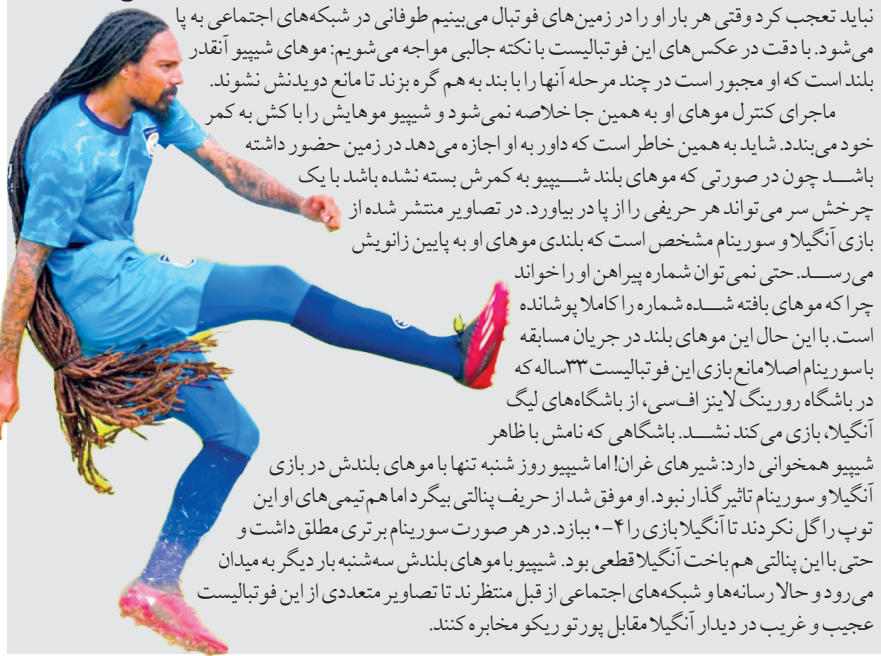 نباید تعجب کرد وقتی هر بار او را در زمین‌های فوتبال می‌بینیم طوفانی در شبکه‌های اجتماعی به پا
می‌شود. با دقت در عکس‌های این فوتبالیست با نکته جالبی مواجه می‌شویم: موهای شیپیو آنقدر
بلند است که او مجبور است در چند مرحله آنها را با بند به هم گره بزند تا مانع دویدنش نشوند.
ماجرای کنترل موهای او به همین جا خلاصه نمی‌شود و شیپیو موهایش را با کش به کمر
خود می‌بندد. شاید به همین خاطر است که داور به او اجازه می‌دهد در زمین حضور داشته
باشد چون در صورتی که موهای بلند شیپیو به کمرش بسته نشده باشد با یک
چرخش سر می‌تواند هر حریفی را از پا در بیاورد. در تصاویر منتشر شده از
بازی آنگیلا و سورینام مشخص است که بلندی موهای او به پایین زانویش
می‌رسد. حتی نمی‌توان شماره پیراهن او را خواند
چرا که موهای بافته شده شماره را کاملا پوشانده
است. با این حال این موهای بلند در جریان مسابقه
با سورینام اصلا مانع بازی این فوتبالیست ۳۳ساله که
در باشگاه رورینگ لاینز اف‌سی، از باشگاه‌های لیگ
آنگیلا، بازی می‌کند نشد. باشگاهی که نامش با ظاهر
شیپیو همخوانی دارد: شیرهای غران! اما شیپیو روز شنبه تنها با موهای بلندش در بازی
آنگیلا و سورینام تاثیرگذار نبود. او موفق شد از حریف پنالتی بگیرد اما هم‌تیمی‌های او این
توپ را گل نکردند تا آنگیلا بازی را ۴-۰ ببازد. در هر صورت سورینام برتری مطلق داشت و
حتی با این پنالتی هم باخت آنگیلا قطعی بود. شیپیو با موهای بلندش سه‌شنبه بار دیگر به میدان
می‌رود و حالا رسانه‌ها و شبکه‌های اجتماعی از قبل منتظرند تا تصاویر متعددی از این فوتبالیست
عجیب و غریب در دیدار آنگیلا مقابل پورتوریکو مخابره کنند.